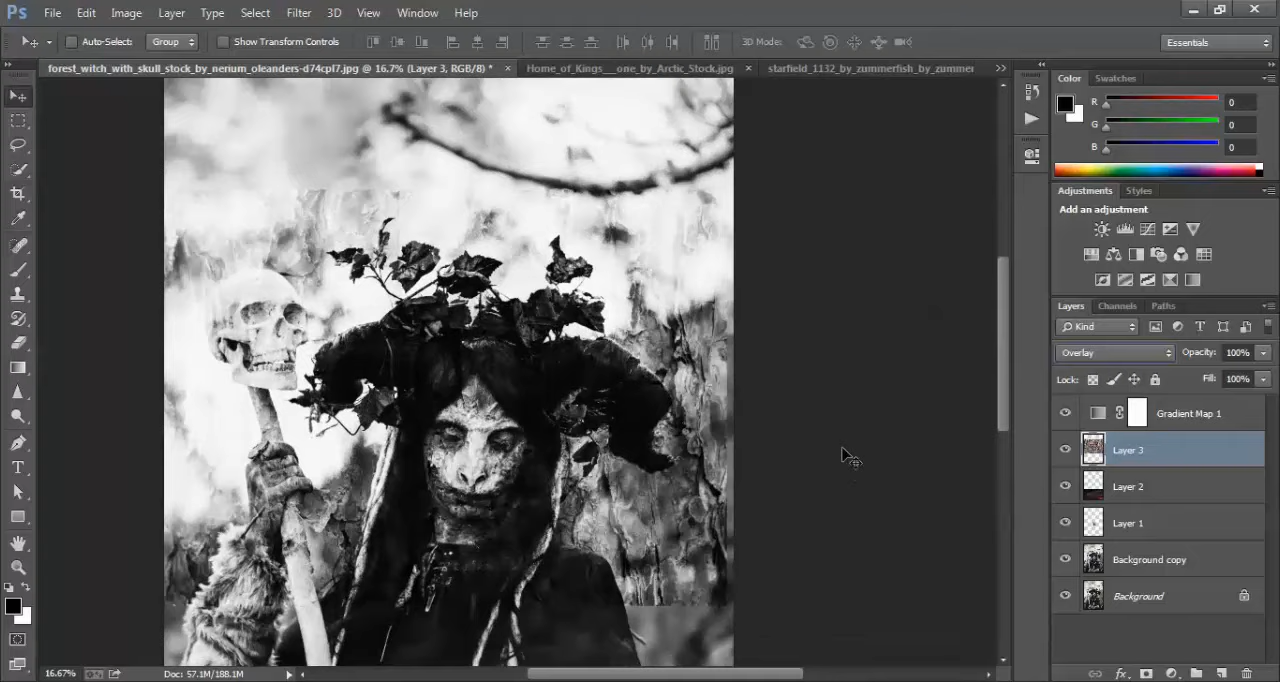 Ps File Edit Image Layer Type Select Filter 3D View Window Help
Auto-Select: Group Show Transform Controls 3D Mode: Essentials
forest_witch_with_skull_stock_by_nerium_oleanders-d74cpl7.jpg @ 16.7% (Layer 3, RGB/8) * × Home_of_Kings___one_by_Arctic_Stock.jpg × starfield_1132_by_zummerfish_by_zummer
Color Swatches
R 0
G 0
B 0
Adjustments Styles
Add an adjustment
Layers Channels Paths
Kind T
Overlay Opacity: 100%
Lock: Fill: 100%
Gradient Map 1
Layer 3
Layer 2
Layer 1
Background copy
Background
16.67% Doc: 57.1M/188.1M fx